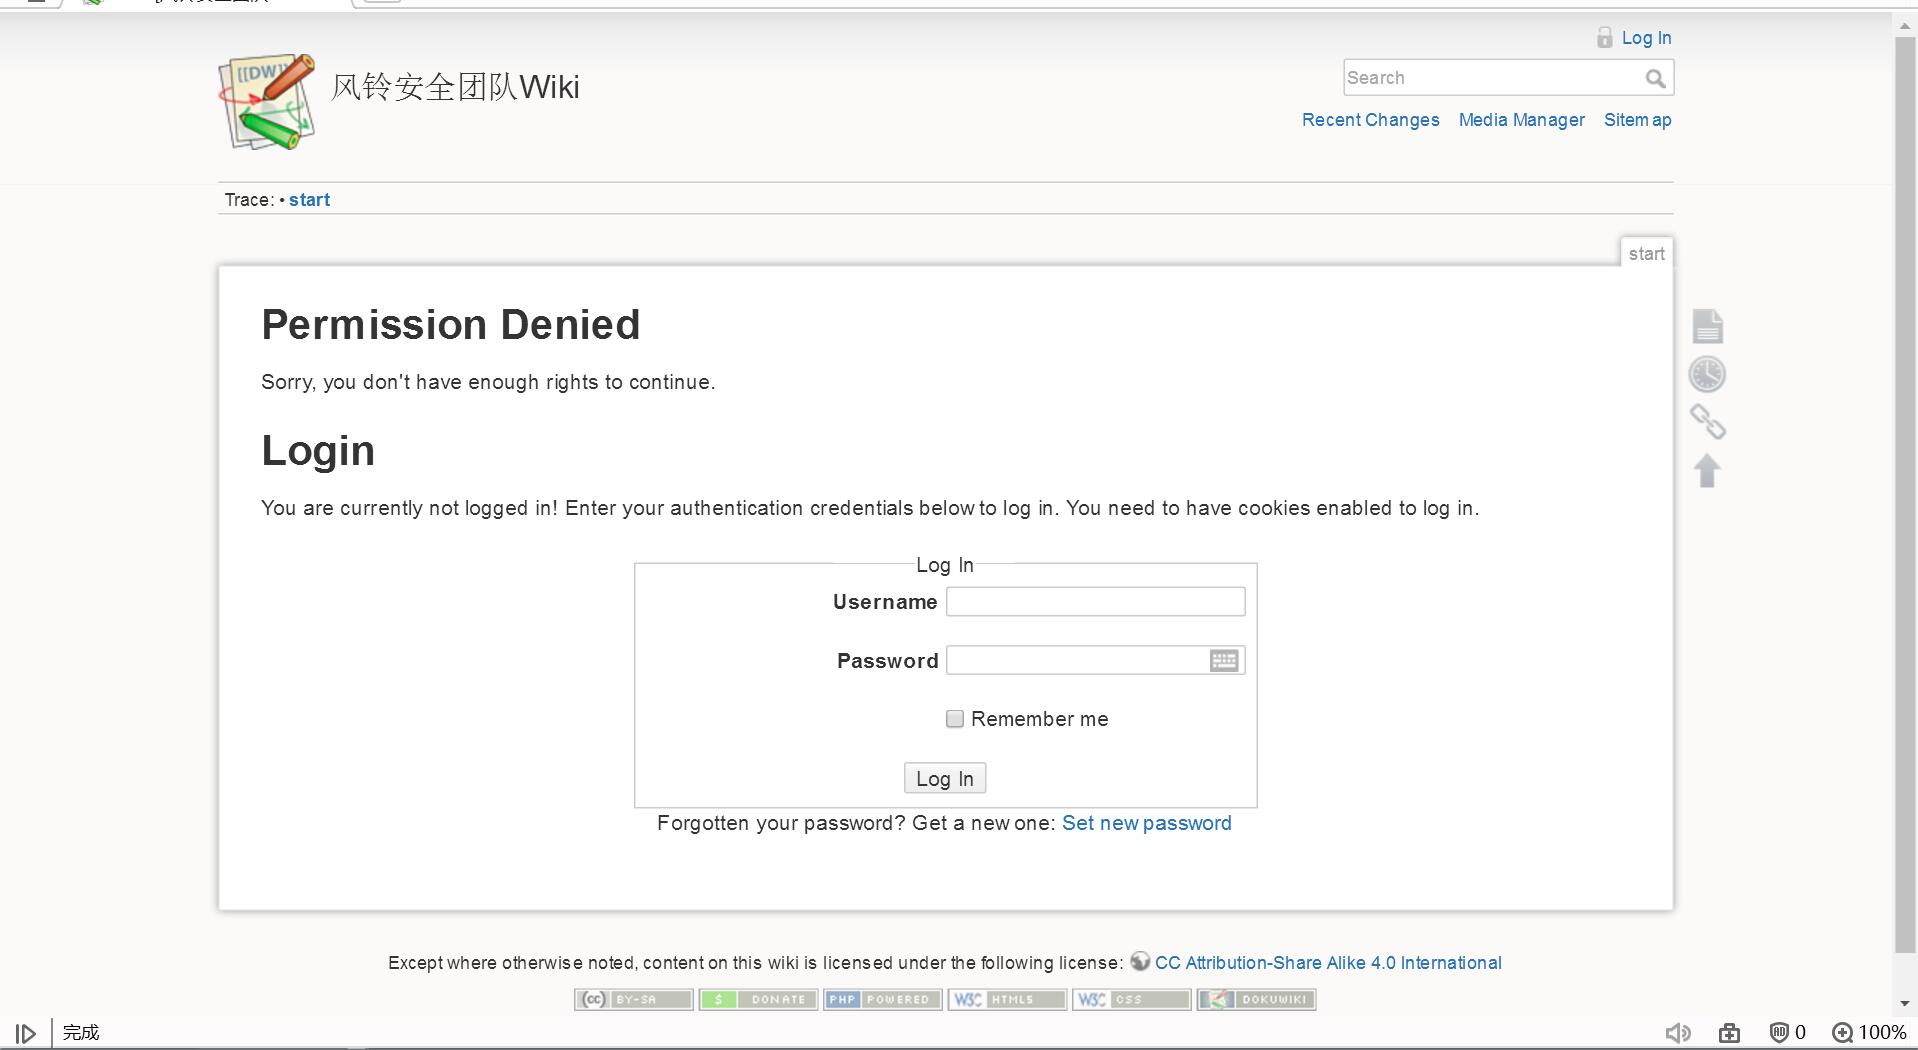 Log In
[[DW]]
风铃安全团队Wiki
Search
Recent Changes Media Manager Sitemap
Trace: • start
start
Permission Denied
Sorry, you don't have enough rights to continue.
Login
You are currently not logged in! Enter your authentication credentials below to log in. You need to have cookies enabled to log in.
Log In
Username
Password
Remember me
Log In
Forgotten your password? Get a new one: Set new password
Except where otherwise noted, content on this wiki is licensed under the following license: CC Attribution-Share Alike 4.0 International
(cc) BY-SA $ DONATE PHP POWERED W3C HTML5 W3C CSS DOKUWIKI
完成 AD 0 100%